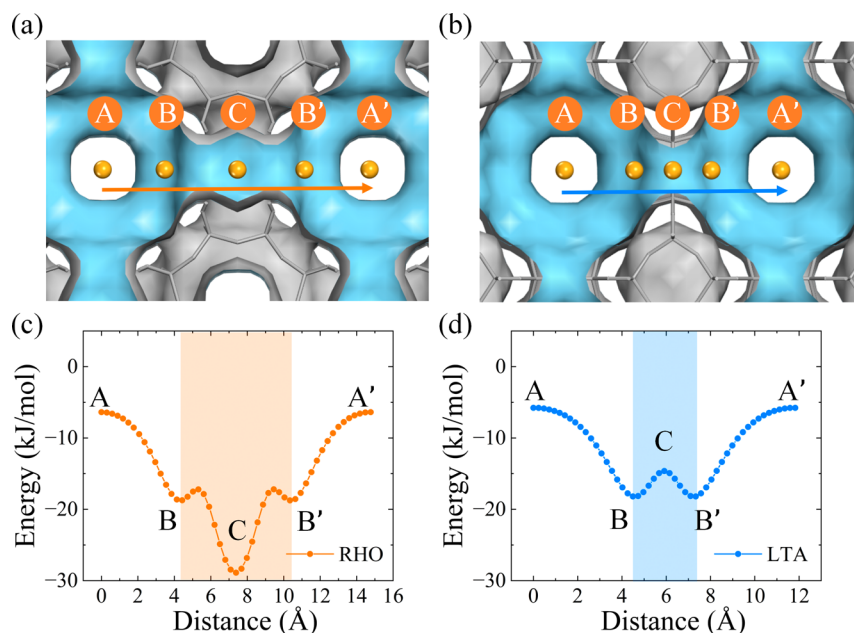 (a)
A B C B' A'
(b)
A B C B' A'
(c)
Energy (kJ/mol)
0
−10
−20
−30
A
A'
B
C
B'
RHO
0 2 4 6 8 10 12 14 16
Distance (Å)
(d)
Energy (kJ/mol)
0
−10
−20
−30
A
A'
C
B
B'
LTA
0 2 4 6 8 10 12
Distance (Å)